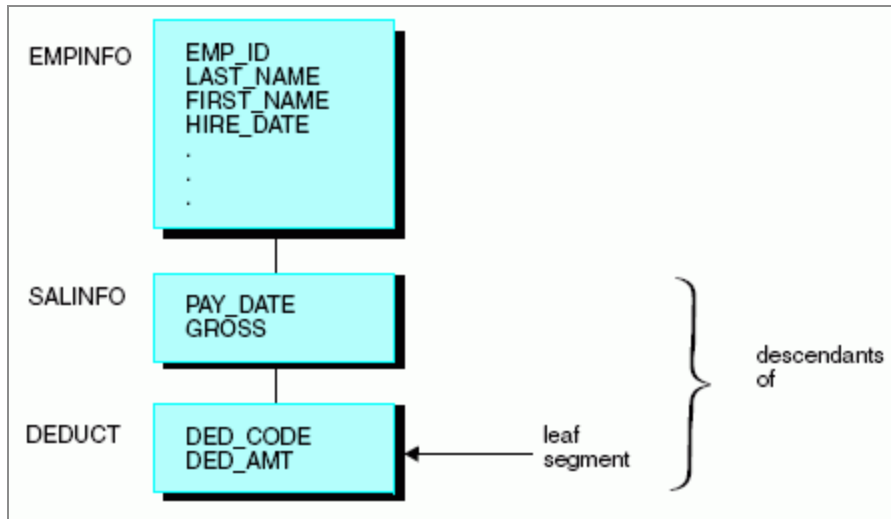 EMPINFO
EMP_ID
LAST_NAME
FIRST_NAME
HIRE_DATE
.
.
.
SALINFO
PAY_DATE
GROSS
descendants
of
DEDUCT
DED_CODE
DED_AMT
leaf
segment